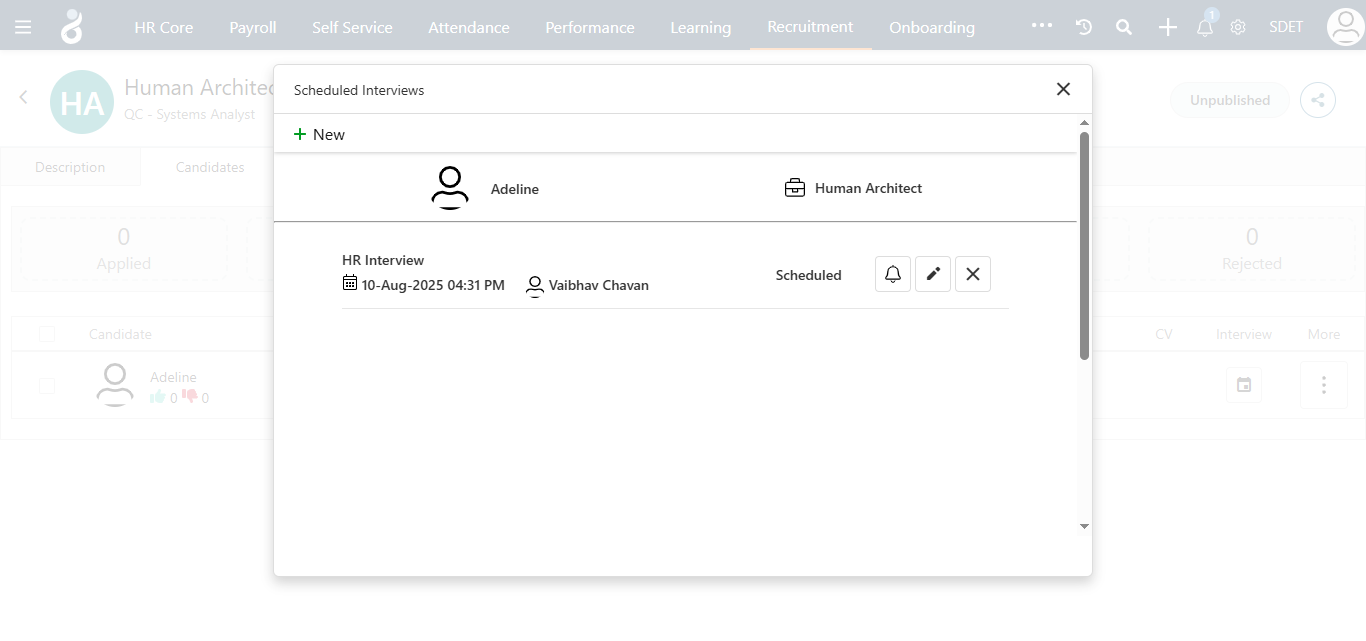 HR Core Payroll Self Service Attendance Performance Learning Recruitment Onboarding 1 SDET
HA
Human Architec
QC - Systems Analyst
Unpublished
Description Candidates
0
Applied
0
Rejected
Candidate CV Interview More
Adeline
0 0
Scheduled Interviews
New
Adeline Human Architect
HR Interview
10-Aug-2025 04:31 PM Vaibhav Chavan Scheduled